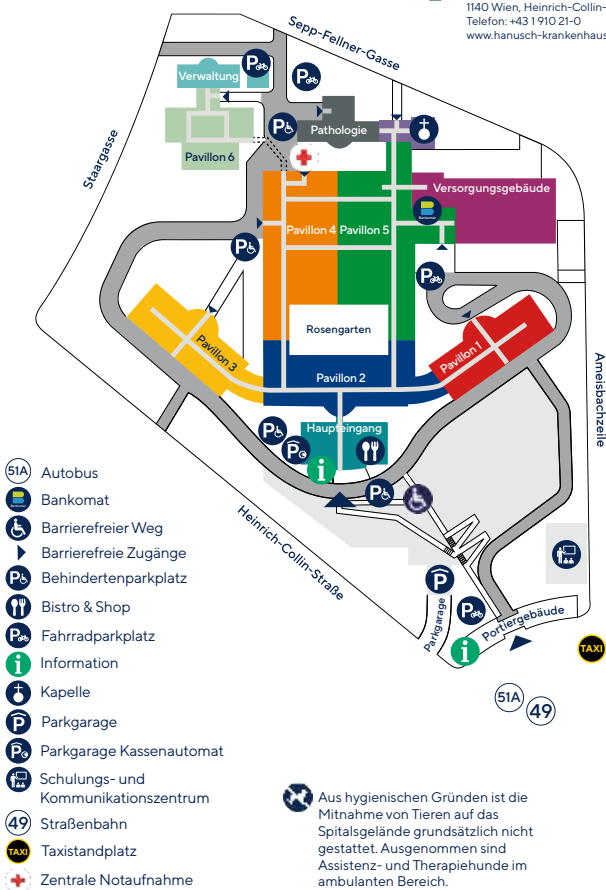 1140 Wien, Heinrich-Collin-
Telefon: +43 1 910 21-0
www.hanusch-krankenhaus
Sepp-Fellner-Gasse
Staargasse
Verwaltung
P
P
P
Pathologie
Pavillon 6
Versorgungsgebäude
Bankomat
Pavillon 4
Pavillon 5
P
P
Rosengarten
Pavillon 3
Pavillon 2
Pavillon 1
Ameisbachzeile
Haupteingang
P
P
i
P
Heinrich-Collin-Straße
P
Parkgarage
P
i
Portiergebäude
TAXI
51A
49
51A Autobus
Bankomat
Barrierefreier Weg
Barrierefreie Zugänge
P Behindertenparkplatz
Bistro & Shop
P Fahrradparkplatz
i Information
Kapelle
P Parkgarage
P Parkgarage Kassenautomat
Schulungs- und
Kommunikationszentrum
49 Straßenbahn
TAXI Taxistandplatz
Zentrale Notaufnahme
Aus hygienischen Gründen ist die
Mitnahme von Tieren auf das
Spitalsgelände grundsätzlich nicht
gestattet. Ausgenommen sind
Assistenz- und Therapiehunde im
ambulanten Bereich.